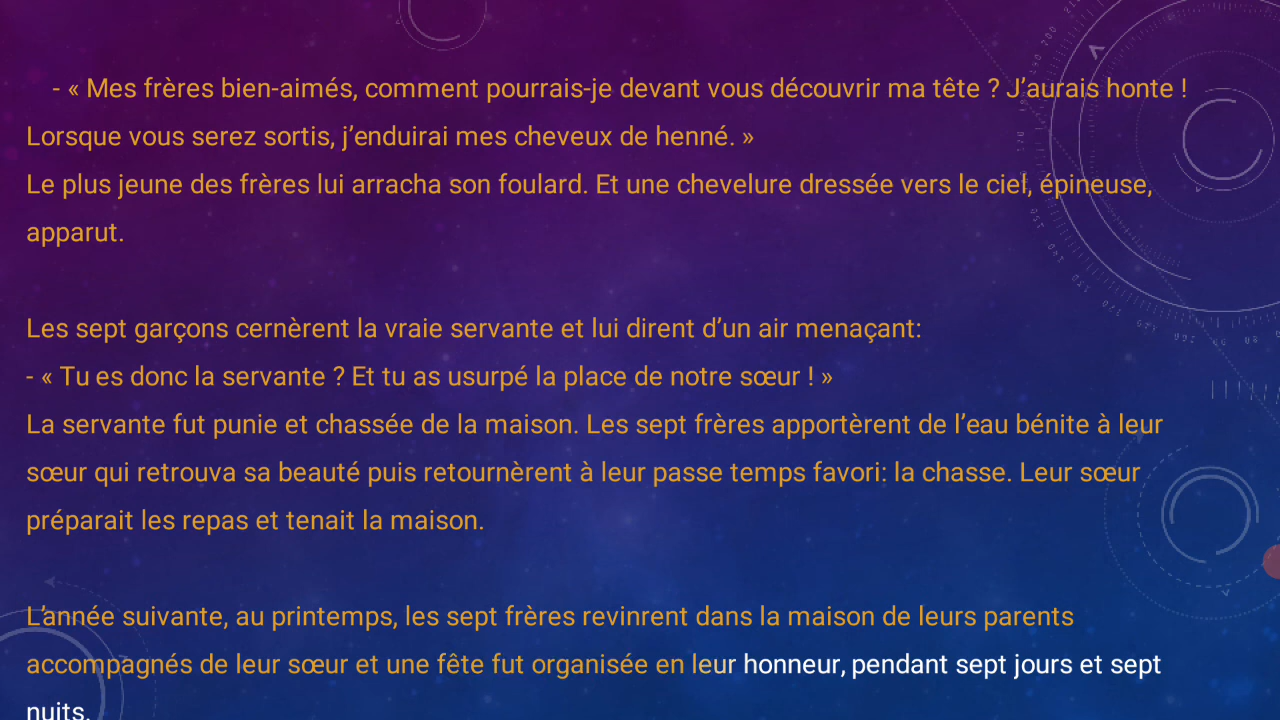 - « Mes frères bien-aimés, comment pourrais-je devant vous découvrir ma tête ? J’aurais honte !
Lorsque vous serez sortis, j’enduirai mes cheveux de henné. »
Le plus jeune des frères lui arracha son foulard. Et une chevelure dressée vers le ciel, épineuse,
apparut.
Les sept garçons cernèrent la vraie servante et lui dirent d’un air menaçant:
- « Tu es donc la servante ? Et tu as usurpé la place de notre sœur ! »
La servante fut punie et chassée de la maison. Les sept frères apportèrent de l’eau bénite à leur
sœur qui retrouva sa beauté puis retournèrent à leur passe temps favori: la chasse. Leur sœur
préparait les repas et tenait la maison.
L’année suivante, au printemps, les sept frères revinrent dans la maison de leurs parents
accompagnés de leur sœur et une fête fut organisée en leur honneur, pendant sept jours et sept
nuits.